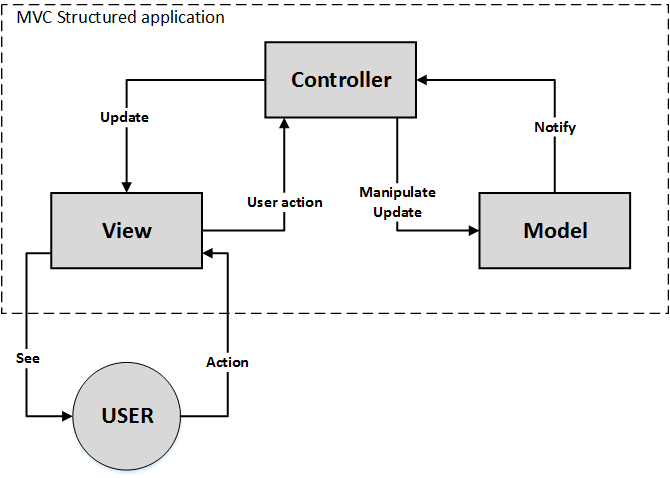 MVC Structured application
Controller
Update
Notify
User action
Manipulate
Update
View
Model
See
Action
USER